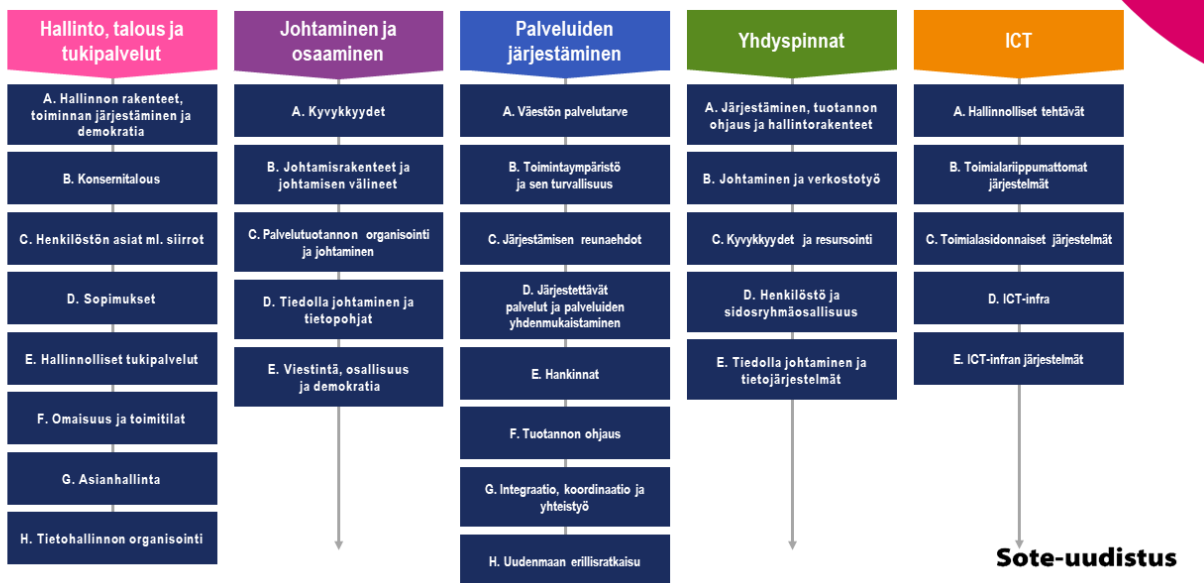 Hallinto, talous ja
tukipalvelut
A. Hallinnon rakenteet,
toiminnan järjestäminen ja
demokratia
B. Konsernitalous
C. Henkilöstön asiat ml. siirrot
D. Sopimukset
E. Hallinnolliset tukipalvelut
F. Omaisuus ja toimitilat
G. Asianhallinta
H. Tietohallinnon organisointi
Johtaminen ja
osaaminen
A. Kyvykkyydet
B. Johtamisrakenteet ja
johtamisen välineet
C. Palvelutuotannon organisointi
ja johtaminen
D. Tiedolla johtaminen ja
tietopohjat
E. Viestintä, osallisuus
ja demokratia
Palveluiden
järjestäminen
A. Väestön palvelutarve
B. Toimintaympäristö
ja sen turvallisuus
C. Järjestämisen reunaehdot
D. Järjestettävät
palvelut ja palveluiden
yhdenmukaistaminen
E. Hankinnat
F. Tuotannon ohjaus
G. Integraatio, koordinaatio ja
yhteistyö
H. Uudenmaan erillisratkaisu
Yhdyspinnat
A. Järjestäminen, tuotannon
ohjaus ja hallintorakenteet
B. Johtaminen ja verkostotyö
C. Kyvykkyydet ja resursointi
D. Henkilöstö ja
sidosryhmäosallisuus
E. Tiedolla johtaminen ja
tietojärjestelmät
ICT
A. Hallinnolliset tehtävät
B. Toimialariippumattomat
järjestelmät
C. Toimialasidonnaiset järjestelmät
D. ICT-infra
E. ICT-infran järjestelmät
Sote-uudistus